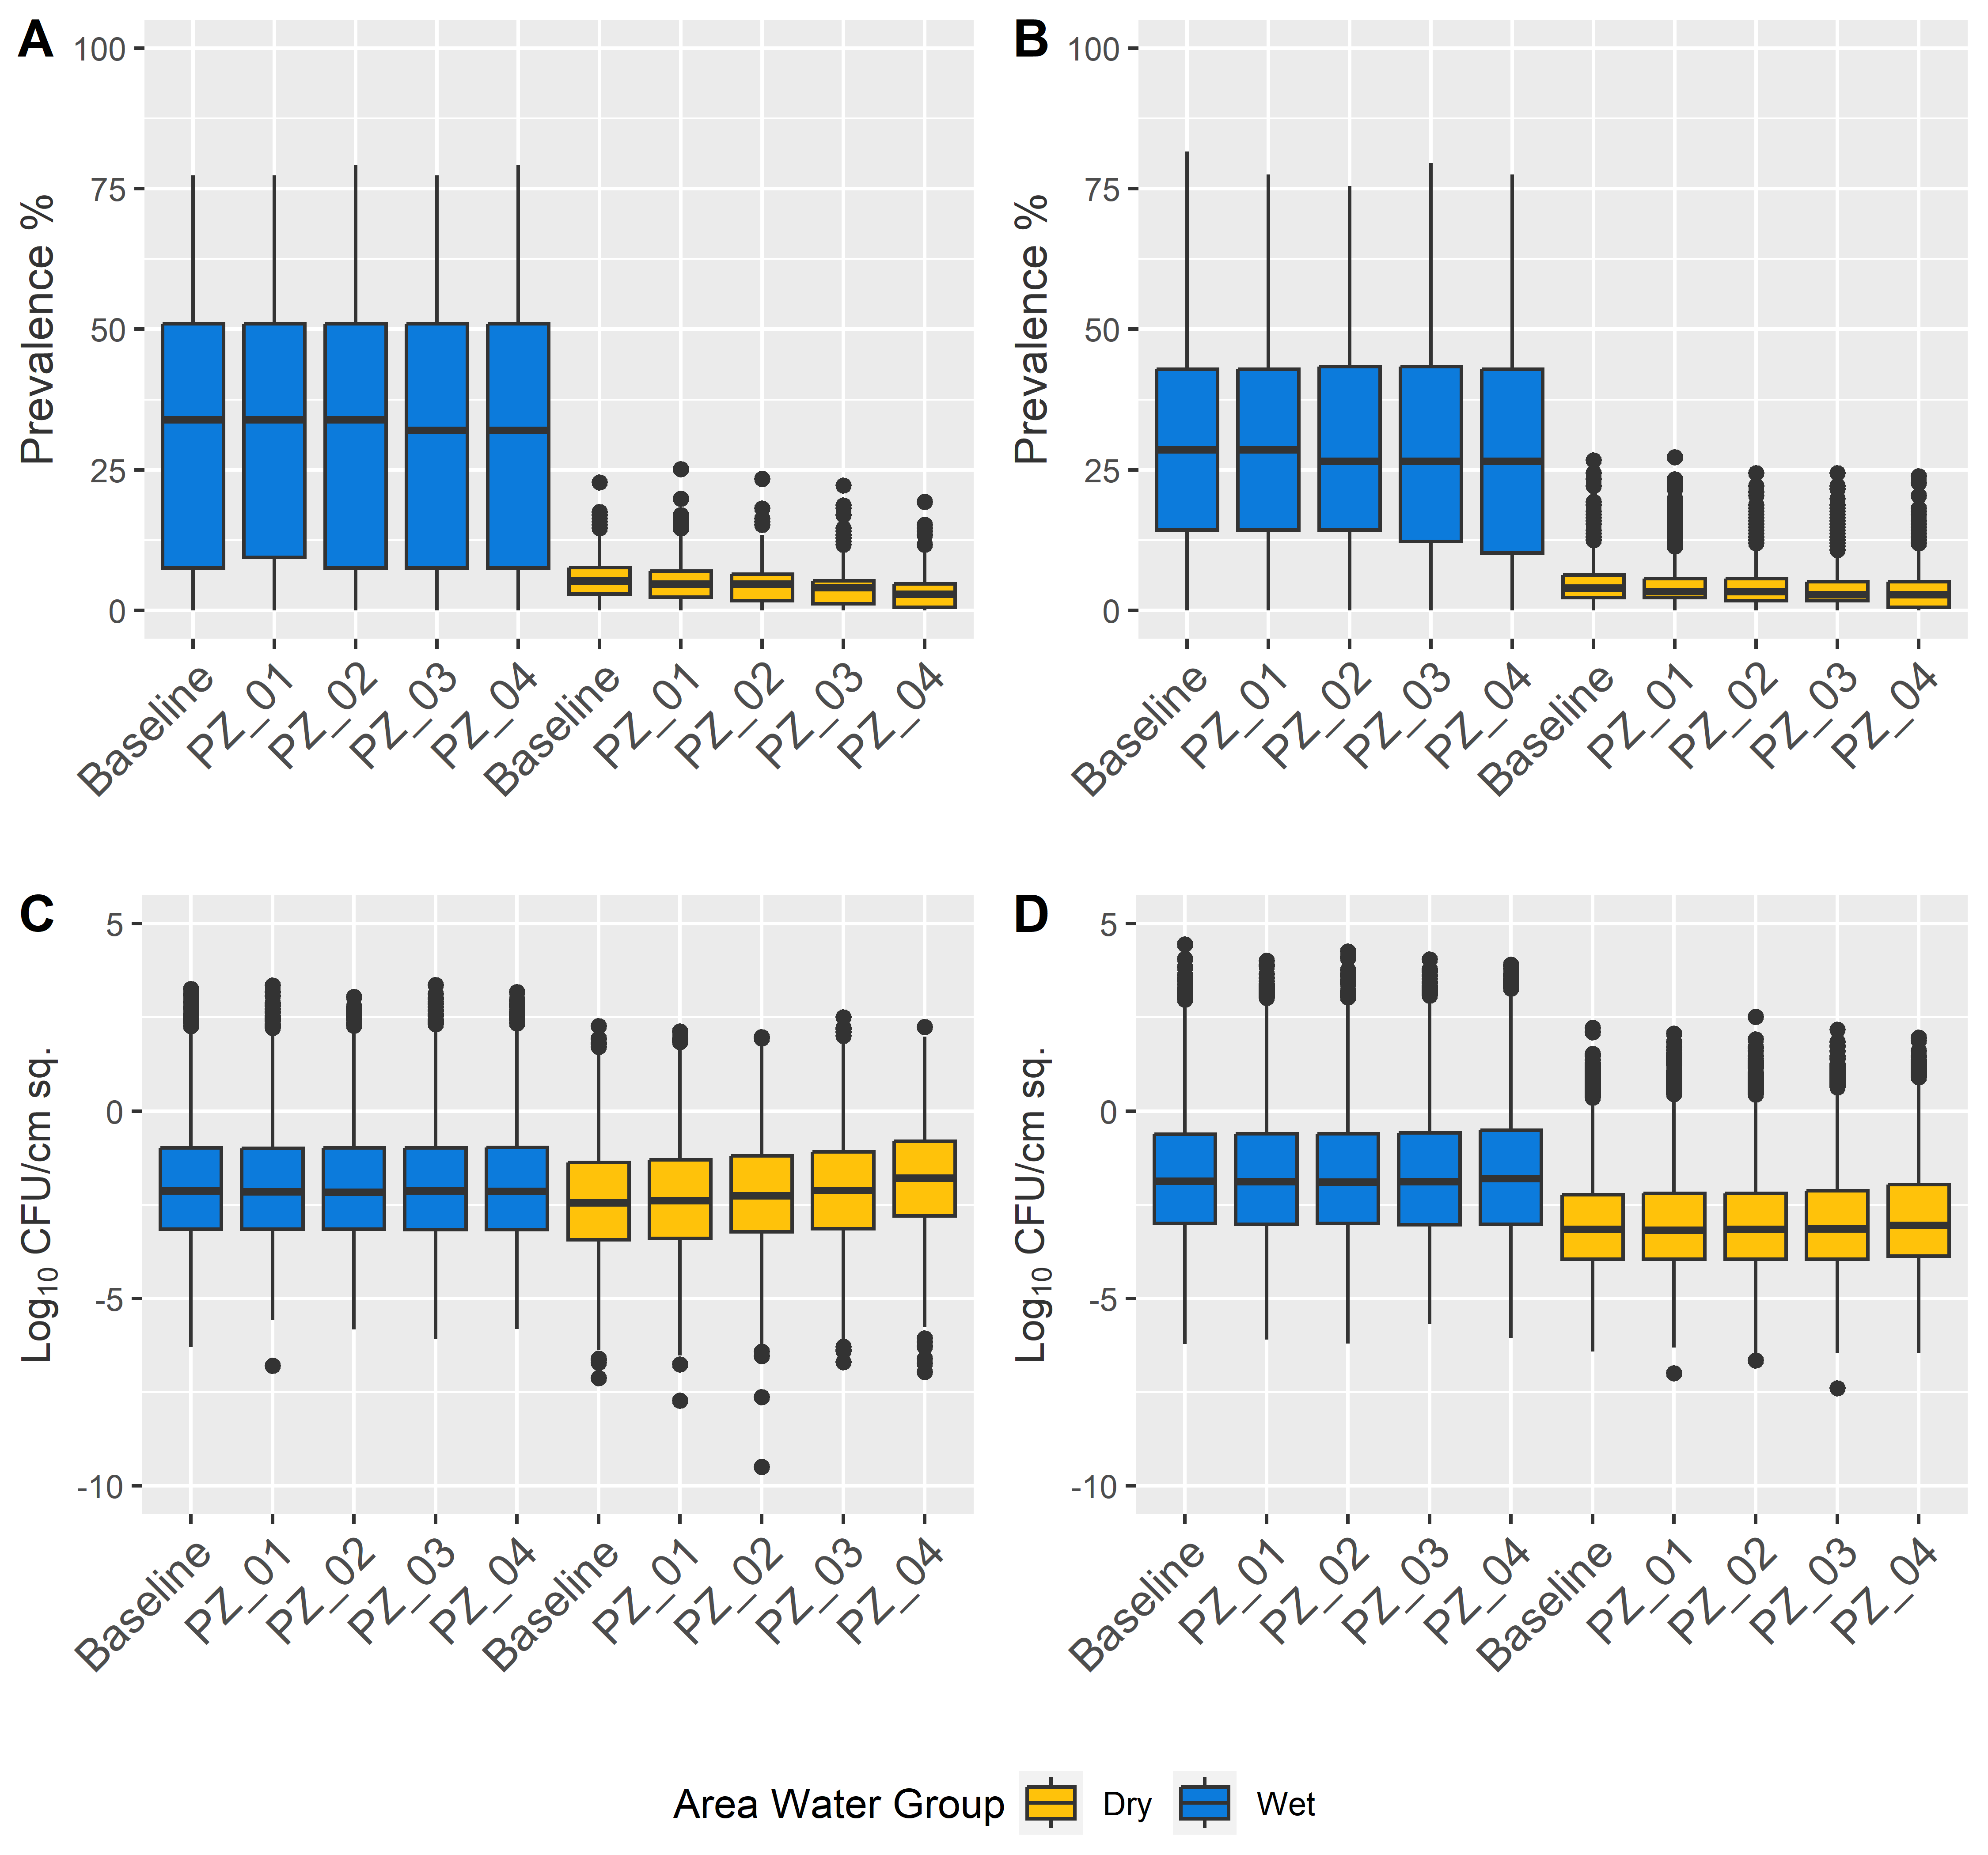 A
B
Prevalence %
100
75
50
25
0
Baseline
PZ_01
PZ_02
PZ_03
PZ_04
Baseline
PZ_01
PZ_02
PZ_03
PZ_04
Prevalence %
100
75
50
25
0
Baseline
PZ_01
PZ_02
PZ_03
PZ_04
Baseline
PZ_01
PZ_02
PZ_03
PZ_04
C
D
Log₁₀ CFU/cm sq.
5
0
-5
-10
Baseline
PZ_01
PZ_02
PZ_03
PZ_04
Baseline
PZ_01
PZ_02
PZ_03
PZ_04
Log₁₀ CFU/cm sq.
5
0
-5
-10
Baseline
PZ_01
PZ_02
PZ_03
PZ_04
Baseline
PZ_01
PZ_02
PZ_03
PZ_04
Area Water Group Dry Wet